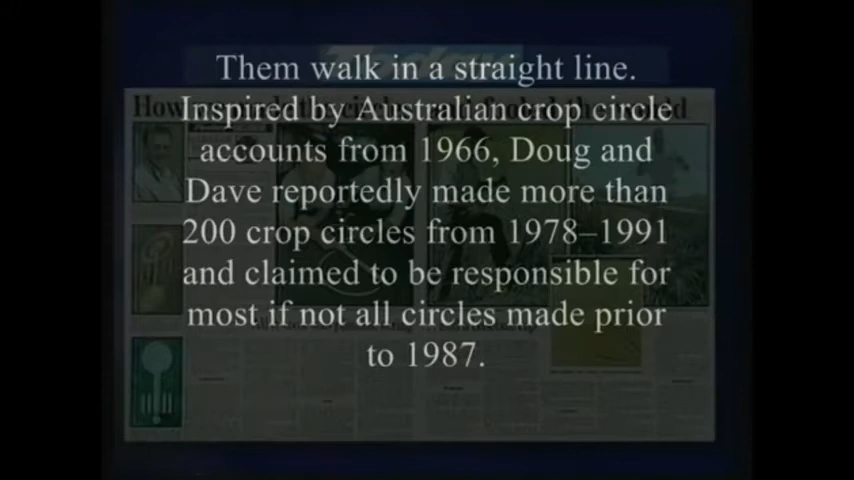 Them walk in a straight line.
Inspired by Australian crop circle
accounts from 1966, Doug and
Dave reportedly made more than
200 crop circles from 1978–1991
and claimed to be responsible for
most if not all circles made prior
to 1987.